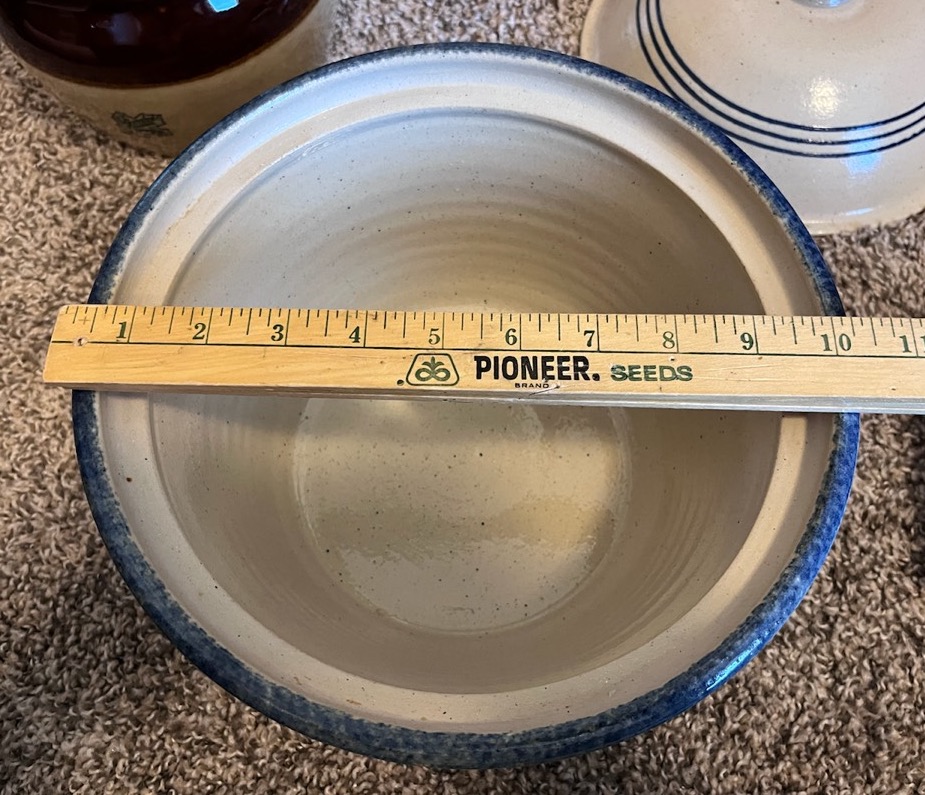 1 2 3 4 5 6 7 8 9 10
PIONEER. SEEDS
BRAND